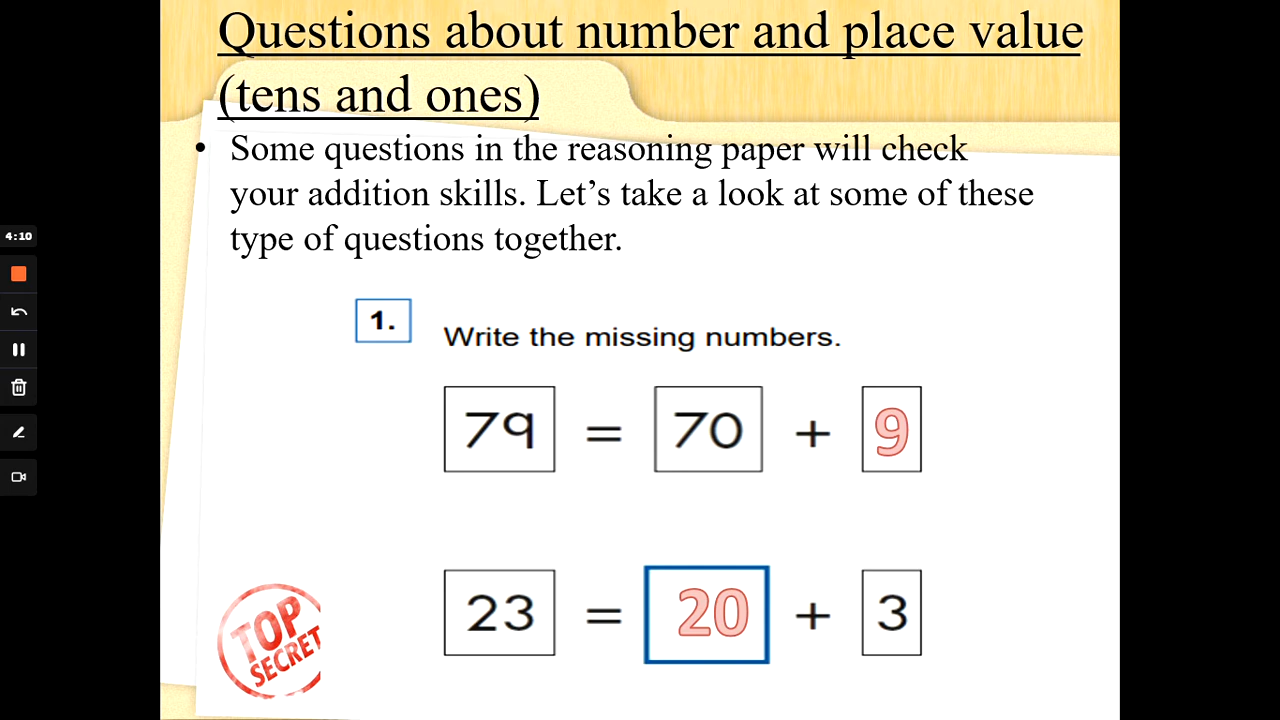 Questions about number and place value
(tens and ones)
• Some questions in the reasoning paper will check
your addition skills. Let’s take a look at some of these
type of questions together.
4:10
1. Write the missing numbers.
79 = 70 + 9
23 = 20 + 3
TOP
SECRET